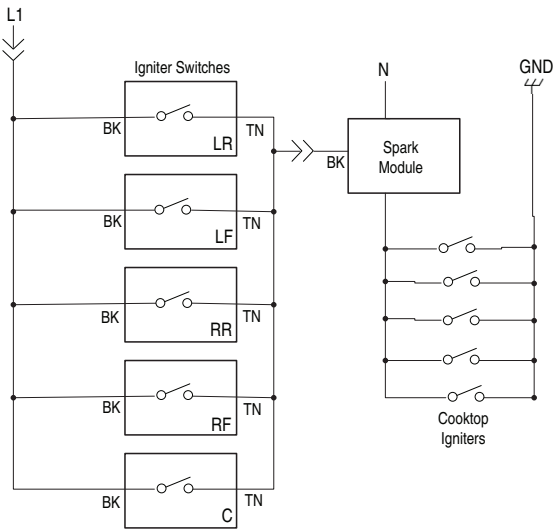 L1
Igniter Switches
N
GND
BK
LR
TN
BK
Spark
Module
BK
LF
TN
BK
RR
TN
BK
RF
TN
Cooktop
Igniters
BK
C
TN